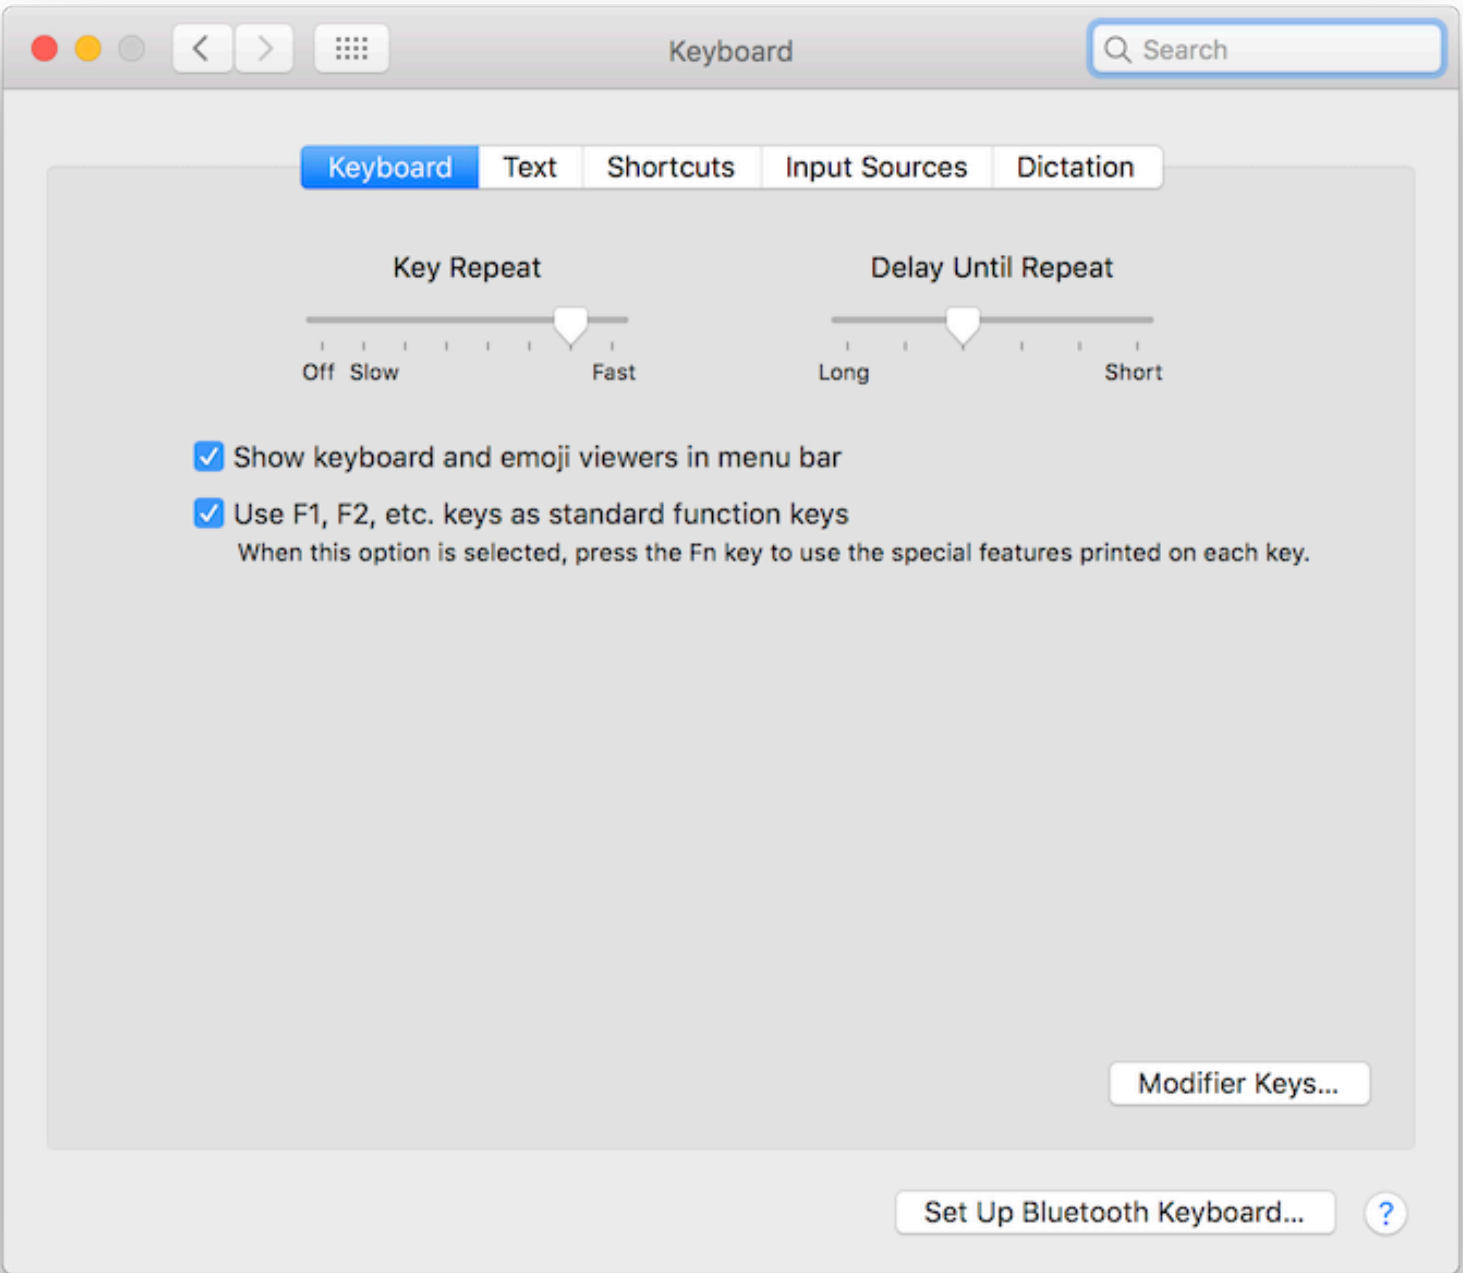 Keyboard
Search
Keyboard Text Shortcuts Input Sources Dictation
Key Repeat
Off Slow Fast
Delay Until Repeat
Long Short
Show keyboard and emoji viewers in menu bar
Use F1, F2, etc. keys as standard function keys
When this option is selected, press the Fn key to use the special features printed on each key.
Modifier Keys...
Set Up Bluetooth Keyboard...
?